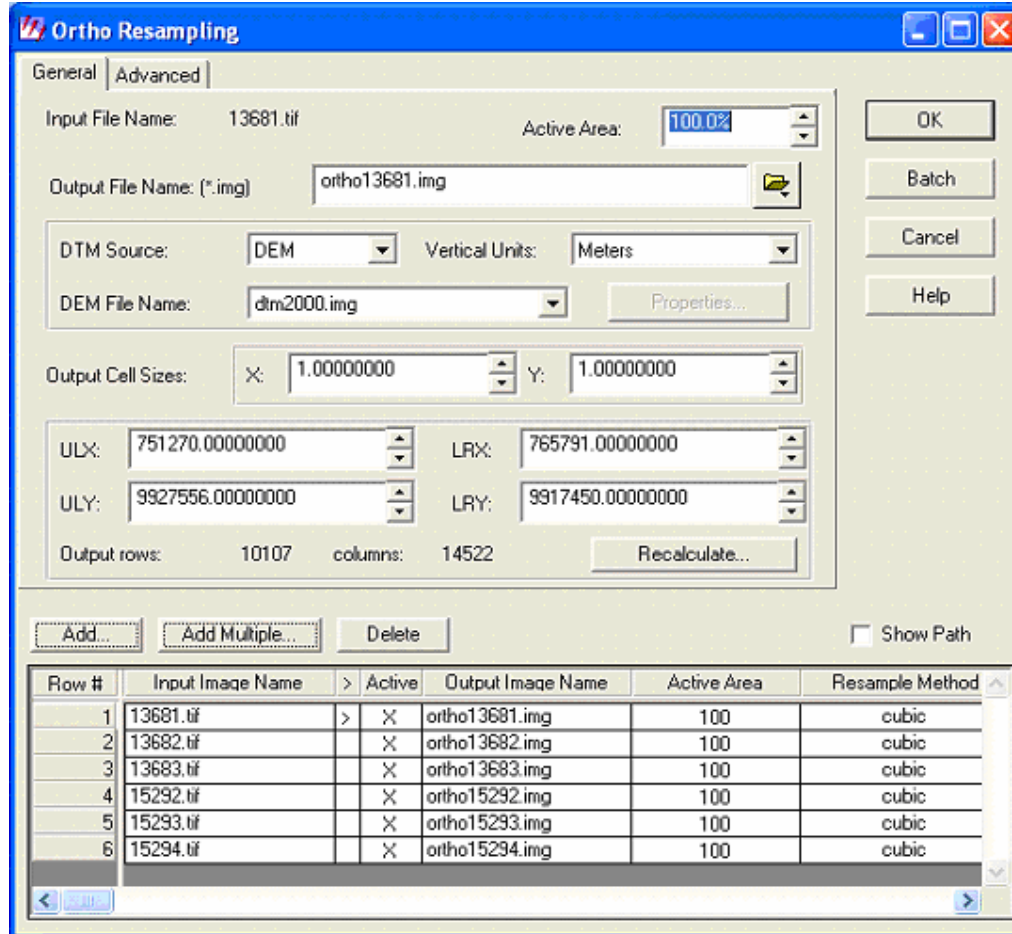 Ortho Resampling
General Advanced
Input File Name: 13681.tif Active Area: 100.0% OK
Output File Name: (*.img) ortho13681.img Batch
DTM Source: DEM Vertical Units: Meters Cancel
DEM File Name: dtm2000.img Properties... Help
Output Cell Sizes: X: 1.00000000 Y: 1.00000000
ULX: 751270.00000000 LRX: 765791.00000000
ULY: 9927556.00000000 LRY: 9917450.00000000
Output rows: 10107 columns: 14522 Recalculate...
Add... Add Multiple... Delete Show Path
Row # Input Image Name > Active Output Image Name Active Area Resample Method
1 13681.tif > X ortho13681.img 100 cubic
2 13682.tif X ortho13682.img 100 cubic
3 13683.tif X ortho13683.img 100 cubic
4 15292.tif X ortho15292.img 100 cubic
5 15293.tif X ortho15293.img 100 cubic
6 15294.tif X ortho15294.img 100 cubic